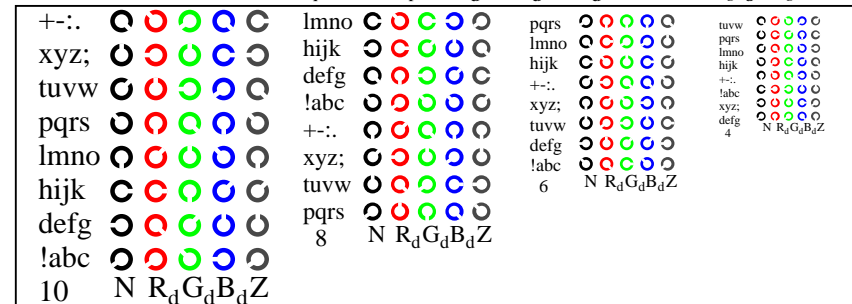 +-:.
xyz;
tuvw
pqrs
lmno
hijk
defg
!abc
10 N RdGdBdZ
lmno
hijk
defg
!abc
+-:.
xyz;
tuvw
pqrs
8 N RdGdBdZ
pqrs
lmno
hijk
+-:.
xyz;
tuvw
defg
!abc
6 N RdGdBdZ
tuvw
pqrs
lmno
hijk
+-:.
!abc
xyz;
defg
4 N RdGdBdZ